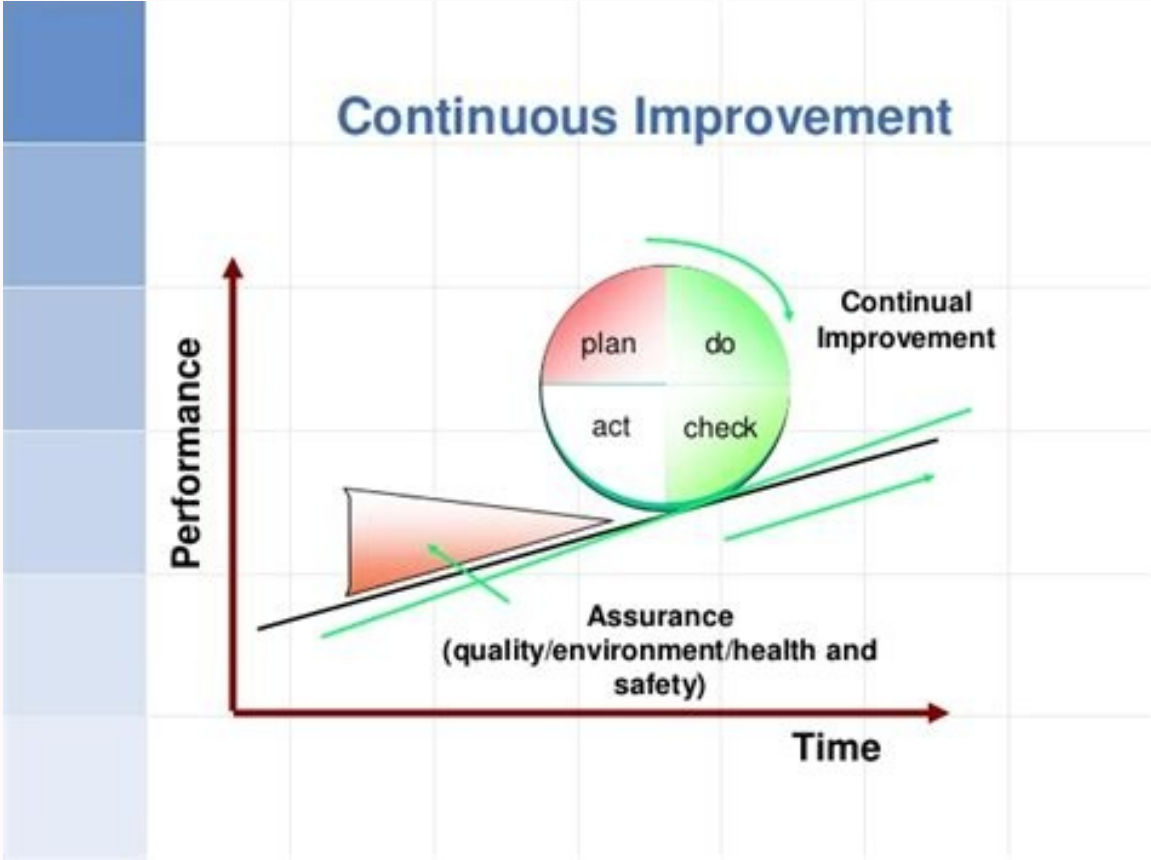 Continuous Improvement
Performance
plan
do
act
check
Continual
Improvement
Assurance
(quality/environment/health and
safety)
Time